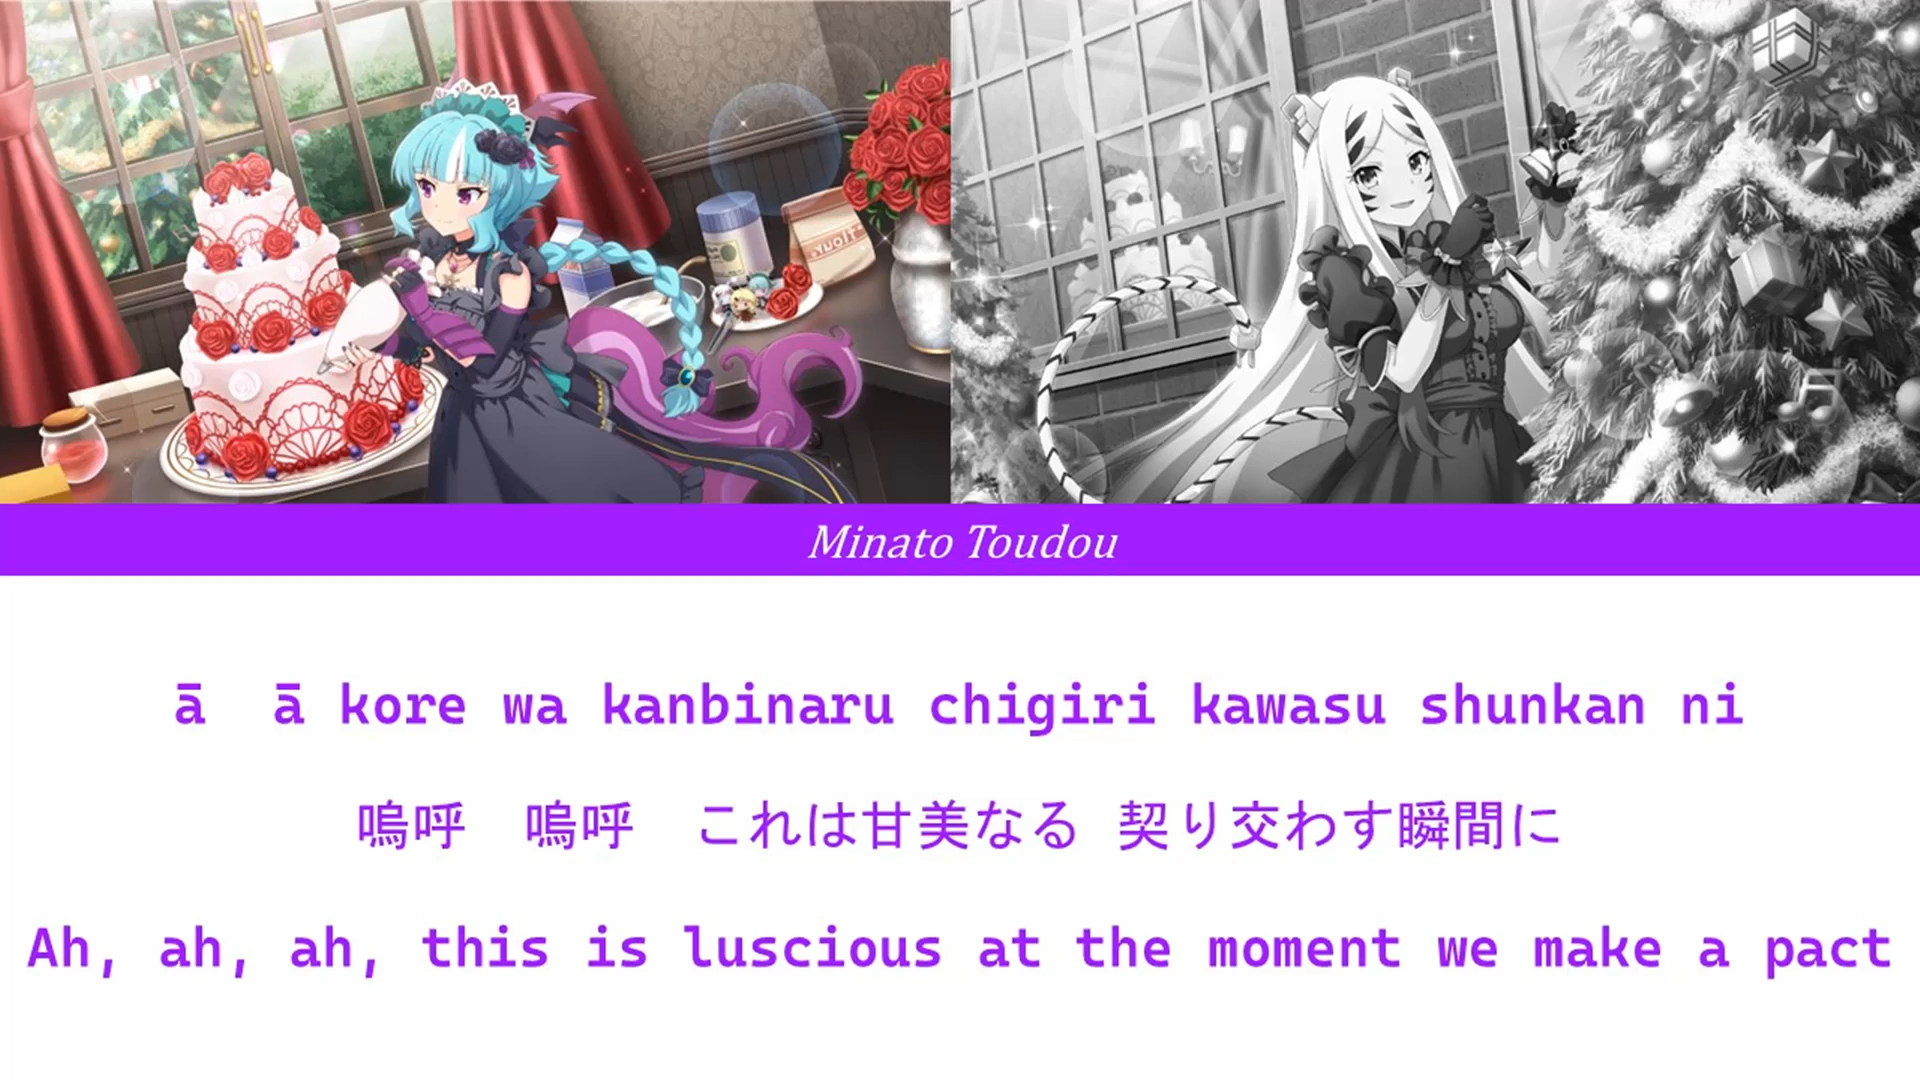 Minato Toudou
ā  ā kore wa kanbinaru chigiri kawasu shunkan ni
嗚呼　嗚呼　これは甘美なる 契り交わす瞬間に
Ah, ah, ah, this is luscious at the moment we make a pact